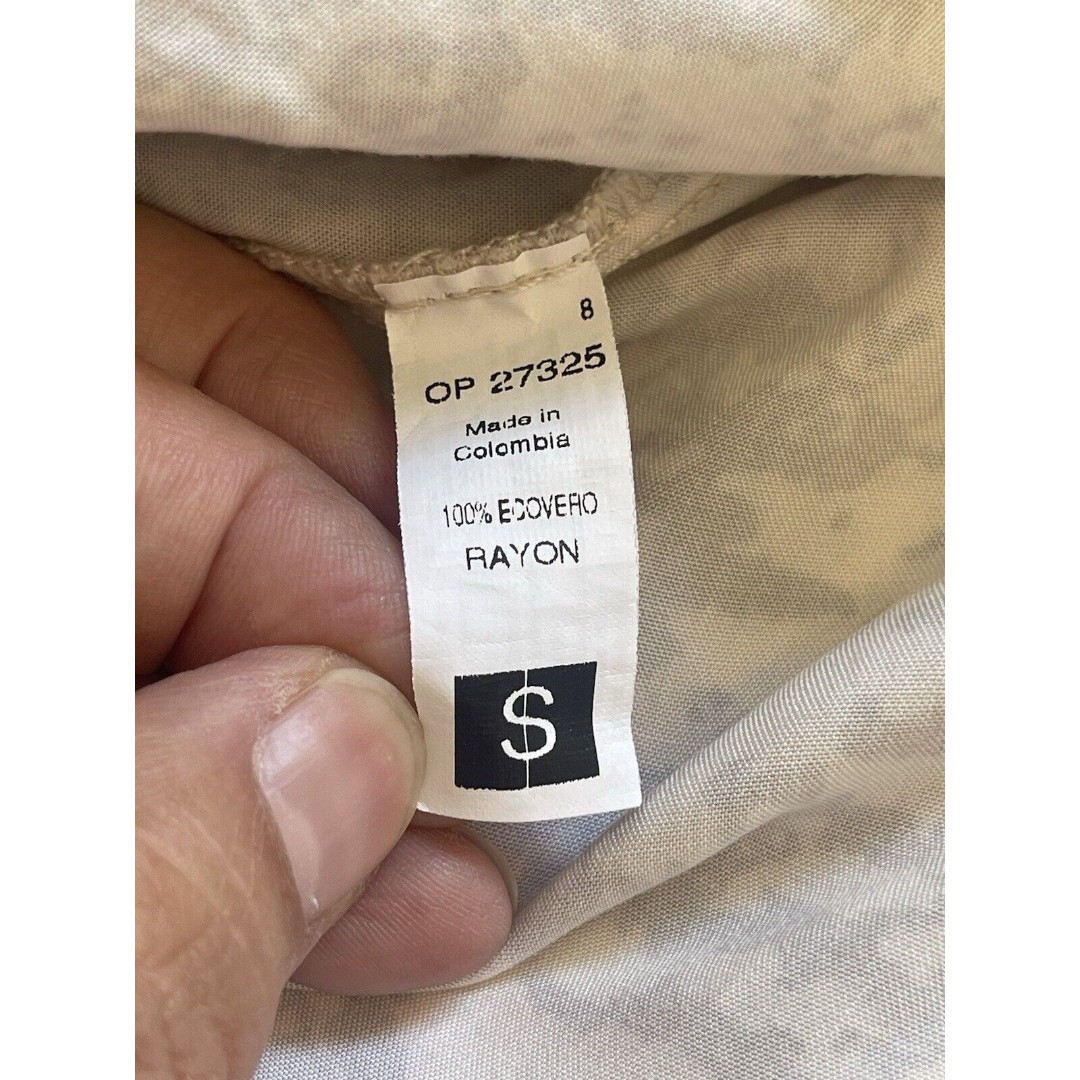 8
OP 27325
Made in
Colombia
100% ECOVERO
RAYON
S